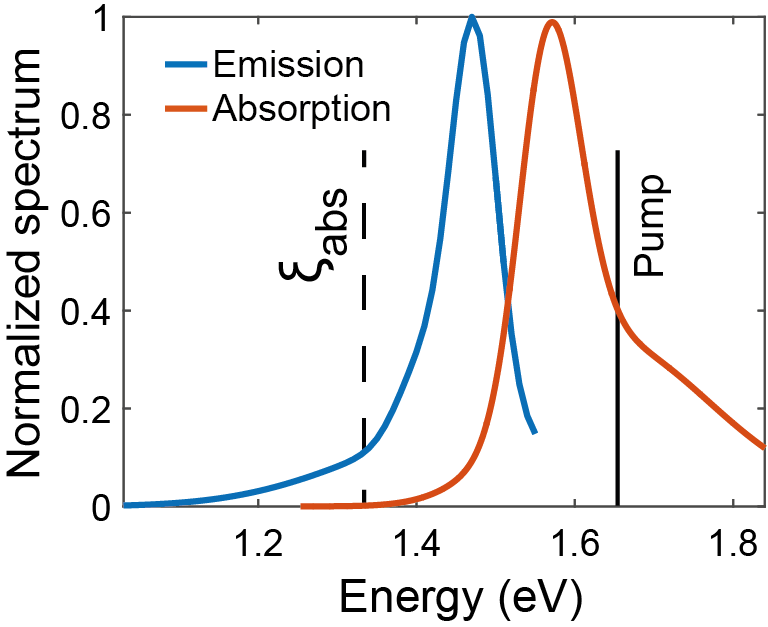 Normalized spectrum
1
0.8
0.6
0.4
0.2
0
Emission
Absorption
ξabs
Pump
1.2
1.4
1.6
1.8
Energy (eV)